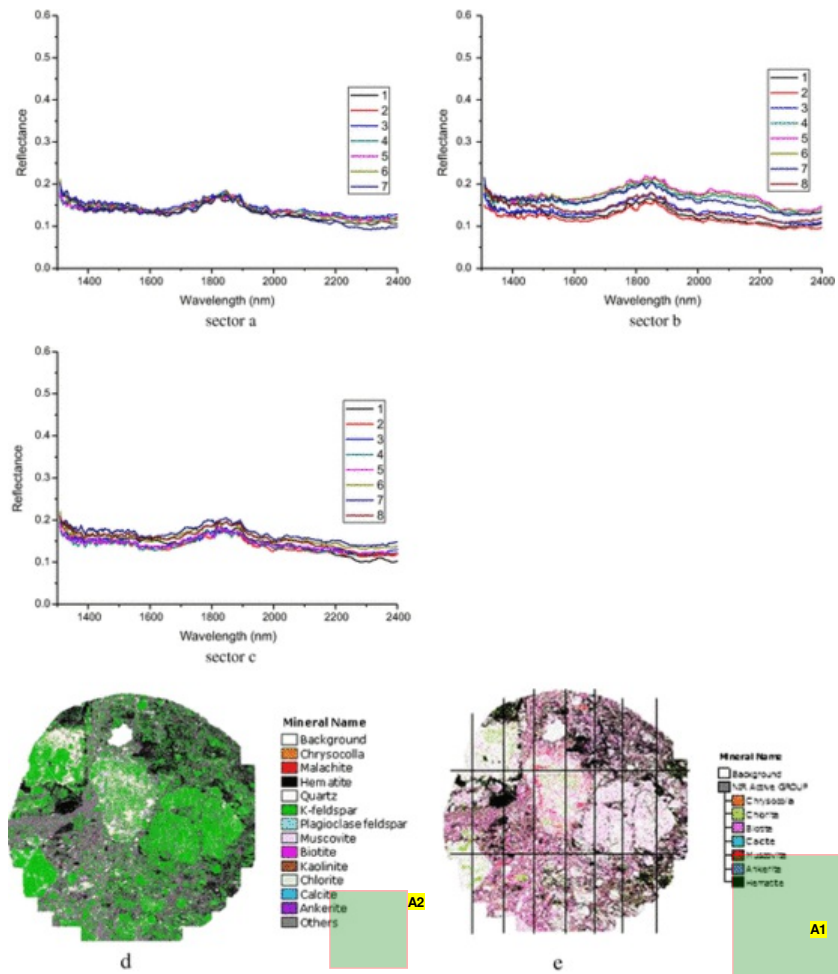 0.6
0.5
0.4
0.3
0.2
0.1
0.0
Reflectance
1400 1600 1800 2000 2200 2400
Wavelength (nm)
sector a
1
2
3
4
5
6
7
0.6
0.5
0.4
0.3
0.2
0.1
0.0
Reflectance
1400 1600 1800 2000 2200 2400
Wavelength (nm)
sector b
1
2
3
4
5
6
7
8
0.6
0.5
0.4
0.3
0.2
0.1
0.0
Reflectance
1400 1600 1800 2000 2200 2400
Wavelength (nm)
sector c
1
2
3
4
5
6
7
8
Mineral Name
Background
Chrysocolla
Malachite
Hematite
Quartz
K-feldspar
Plagioclase feldspar
Muscovite
Biotite
Kaolinite
Chlorite
Calcite
Ankerite
Others
A2
d
Mineral Name
Background
NIR Active GROUP
Chrysocolla
Chlorite
Biotite
Calcite
Ankerite
Hematite
A1
e